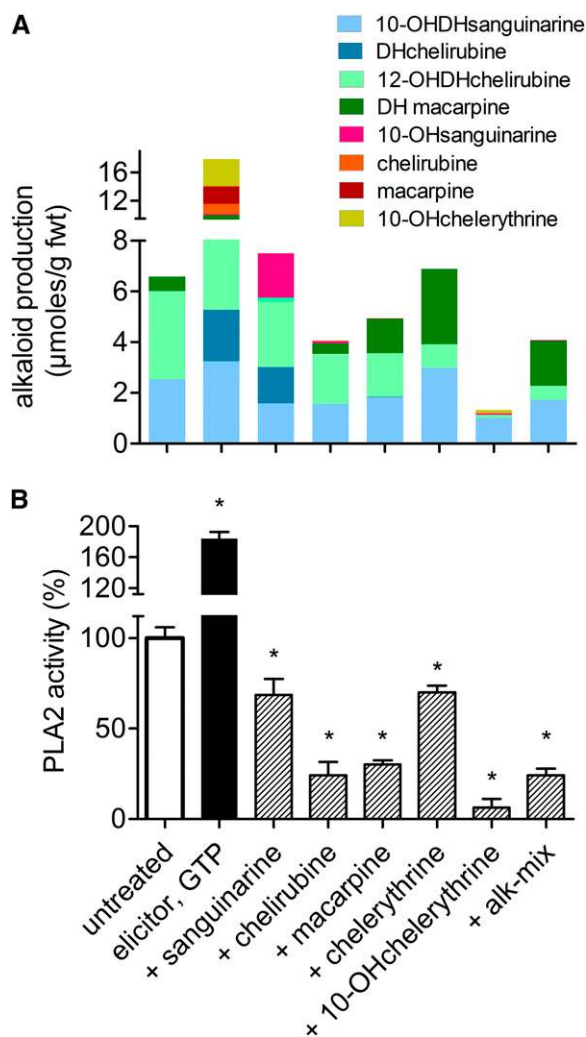 A
10-OHDHsanguinarine
DHchelirubine
12-OHDHchelirubine
DH macarpine
10-OHsanguinarine
chelirubine
macarpine
10-OHchelerythrine
alkaloid production
(µmoles/g fwt)
16
12
8
6
4
2
0
B
PLA2 activity (%)
200
160
120
100
50
0
*
*
*
*
*
*
*
untreated
elicitor, GTP
+ sanguinarine
+ chelirubine
+ macarpine
+ chelerythrine
+ 10-OHchelerythrine
+ alk-mix